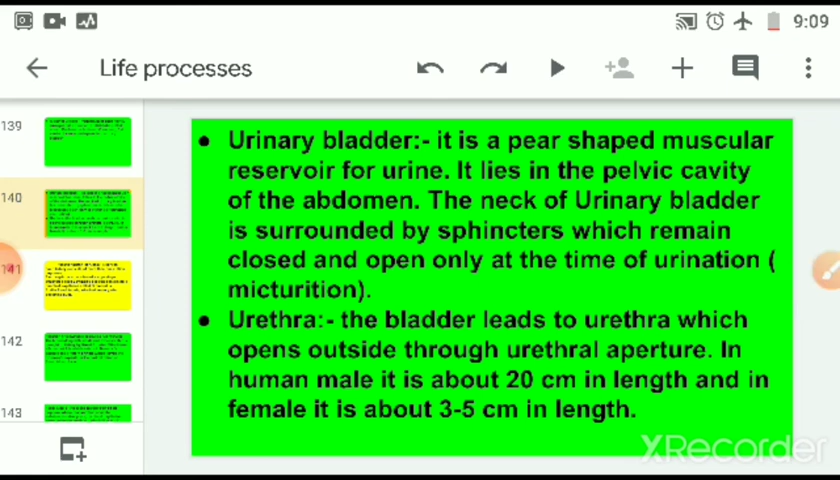 9:09
Life processes
139
140
141
142
143
● Urinary bladder:- it is a pear shaped muscular
reservoir for urine. It lies in the pelvic cavity
of the abdomen. The neck of Urinary bladder
is surrounded by sphincters which remain
closed and open only at the time of urination (
micturition).
● Urethra:- the bladder leads to urethra which
opens outside through urethral aperture. In
human male it is about 20 cm in length and in
female it is about 3-5 cm in length.
XRecorder